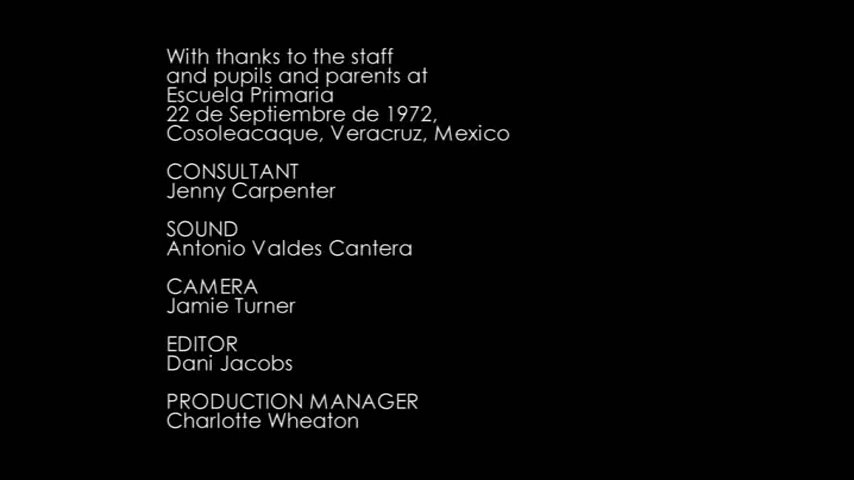 With thanks to the staff
and pupils and parents at
Escuela Primaria
22 de Septiembre de 1972,
Cosoleacaque, Veracruz, Mexico
CONSULTANT
Jenny Carpenter
SOUND
Antonio Valdes Cantera
CAMERA
Jamie Turner
EDITOR
Dani Jacobs
PRODUCTION MANAGER
Charlotte Wheaton